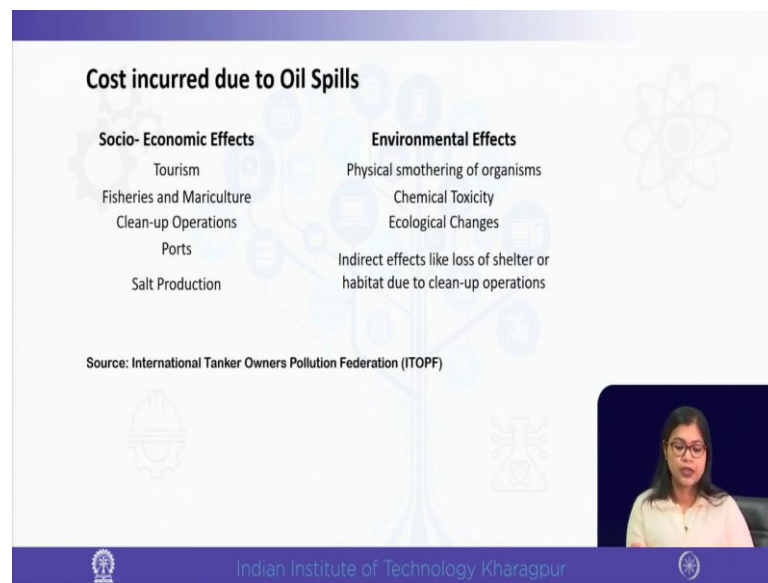 Cost incurred due to Oil Spills
Socio- Economic Effects
Tourism
Fisheries and Mariculture
Clean-up Operations
Ports
Salt Production
Environmental Effects
Physical smothering of organisms
Chemical Toxicity
Ecological Changes
Indirect effects like loss of shelter or
habitat due to clean-up operations
Source: International Tanker Owners Pollution Federation (ITOPF)
Indian Institute of Technology Kharagpur